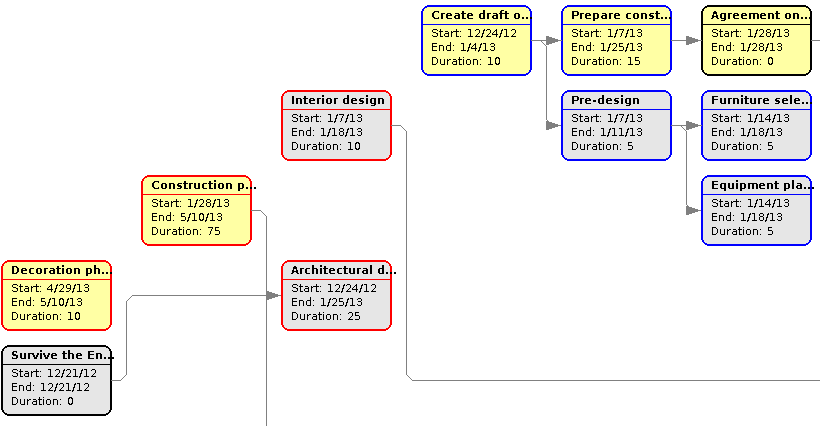 Create draft o...
Start: 12/24/12
End: 1/4/13
Duration: 10
Prepare const...
Start: 1/7/13
End: 1/25/13
Duration: 15
Agreement on...
Start: 1/28/13
End: 1/28/13
Duration: 0
Interior design
Start: 1/7/13
End: 1/18/13
Duration: 10
Pre-design
Start: 1/7/13
End: 1/11/13
Duration: 5
Furniture sele...
Start: 1/14/13
End: 1/18/13
Duration: 5
Construction p...
Start: 1/28/13
End: 5/10/13
Duration: 75
Equipment pla...
Start: 1/14/13
End: 1/18/13
Duration: 5
Decoration ph...
Start: 4/29/13
End: 5/10/13
Duration: 10
Architectural d...
Start: 12/24/12
End: 1/25/13
Duration: 25
Survive the En...
Start: 12/21/12
End: 12/21/12
Duration: 0